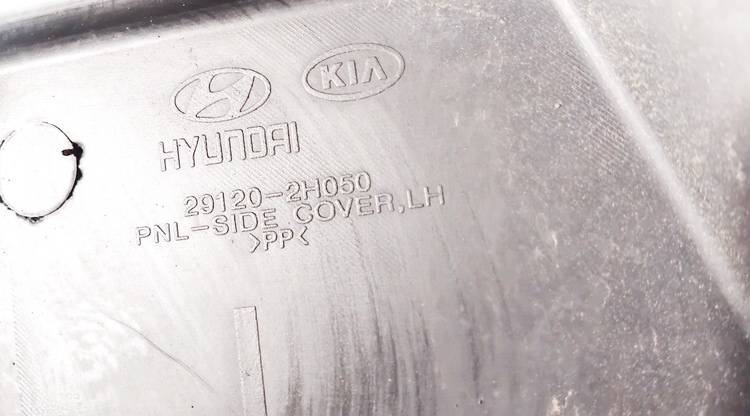 KIA
HYUNDAI
29120-2H050
PNL-SIDE COVER,LH
>PP<